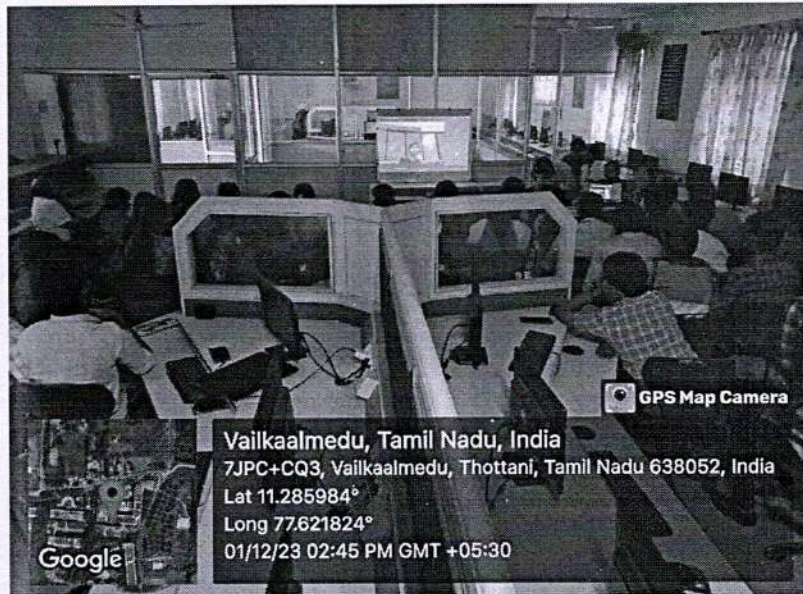 GPS Map Camera
Vailkaalmedu, Tamil Nadu, India
7JPC+CQ3, Vailkaalmedu, Thottani, Tamil Nadu 638052, India
Lat 11.285984°
Long 77.621824°
01/12/23 02:45 PM GMT +05:30
Google